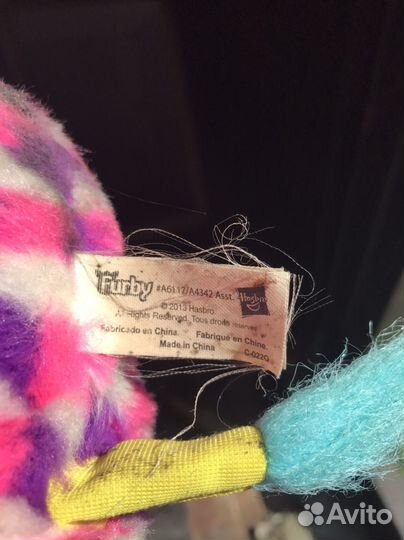 Furby #A6117/A4342 Asst. Hasbro
© 2013 Hasbro
All Rights Reserved. Tous droits réservés.
Fabricado en China. Fabriqué en Chine.
Made in China C-022G
Avito